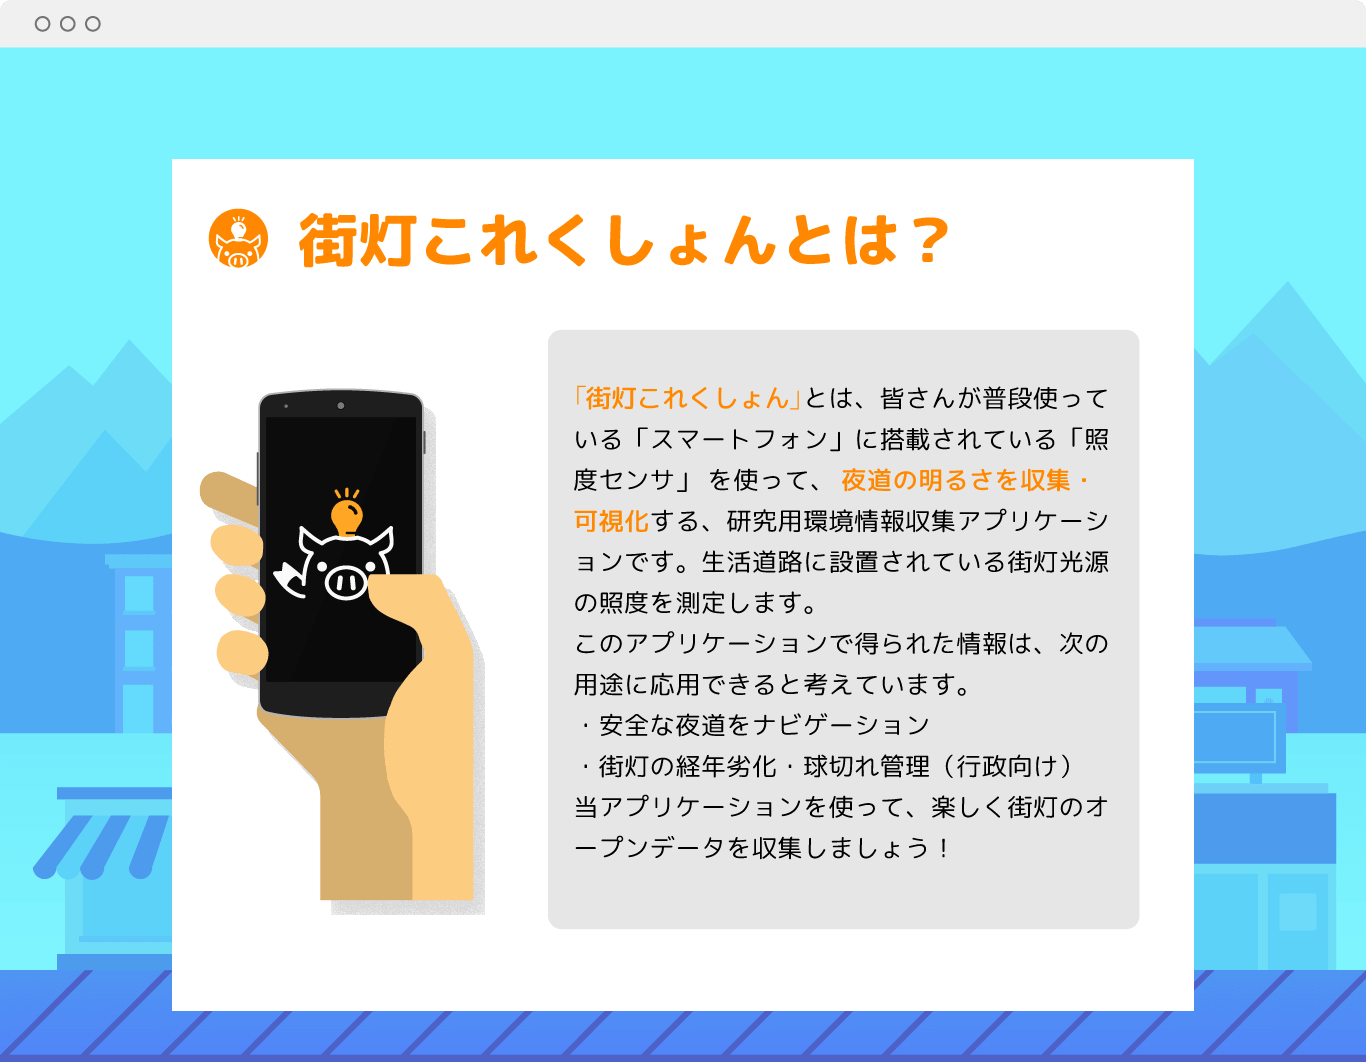 街灯これくしょんとは？
「街灯これくしょん」とは、皆さんが普段使って
いる「スマートフォン」に搭載されている「照
度センサ」 を使って、 夜道の明るさを収集・
可視化する、研究用環境情報収集アプリケーシ
ョンです。生活道路に設置されている街灯光源
の照度を測定します。
このアプリケーションで得られた情報は、次の
用途に応用できると考えています。
・安全な夜道をナビゲーション
・街灯の経年劣化・球切れ管理（行政向け）
当アプリケーションを使って、楽しく街灯のオ
ープンデータを収集しましょう！